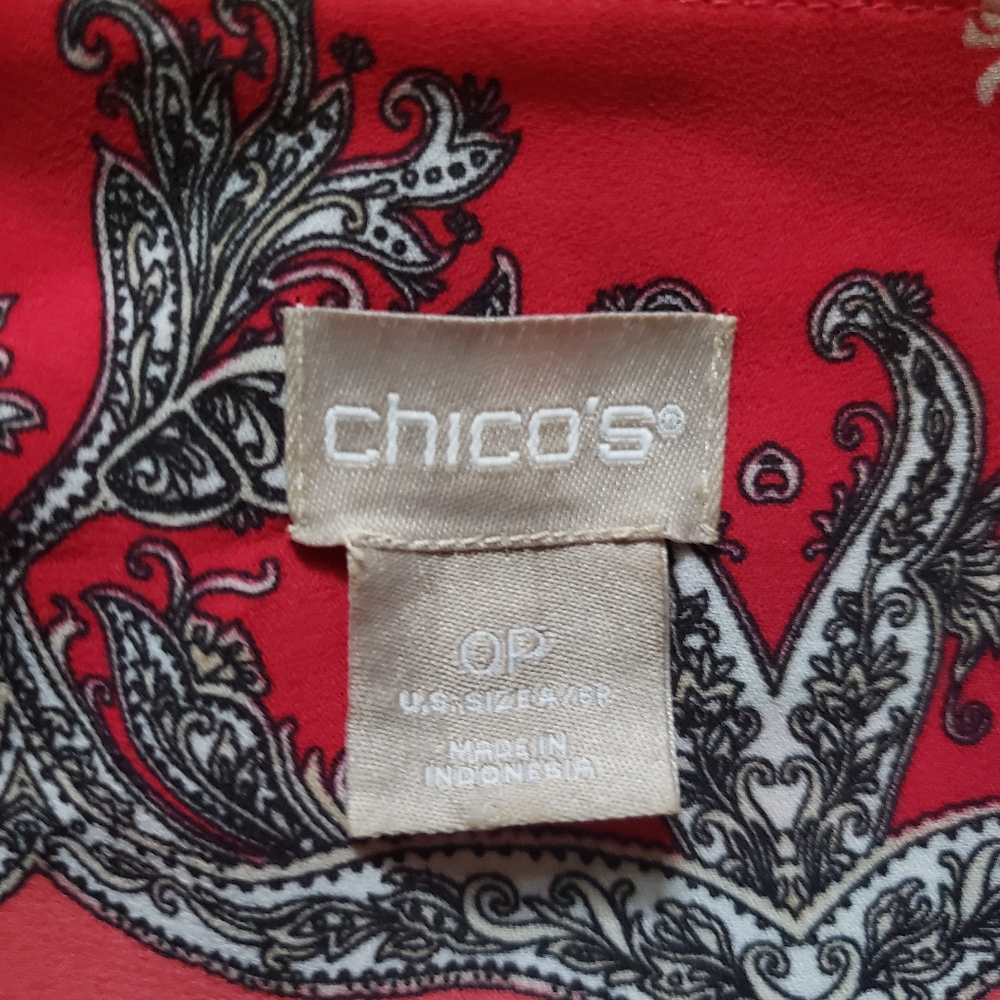 chico's®
0P
U.S. SIZE 4/6P
MADE IN
INDONESIA